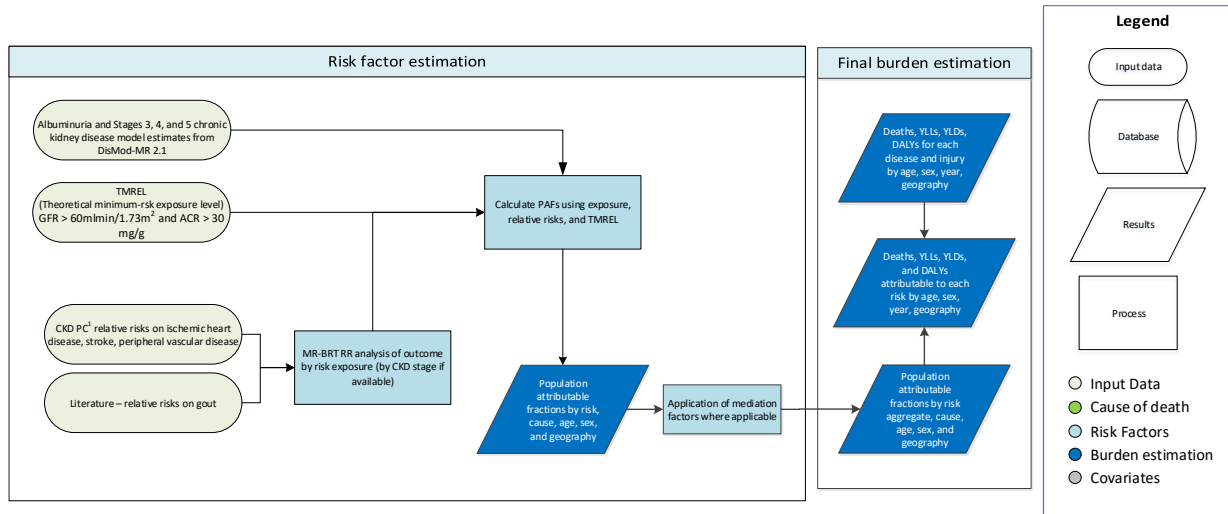 Risk factor estimation
Albuminuria and Stages 3, 4, and 5 chronic
kidney disease model estimates from
DisMod-MR 2.1
TMREL
(Theoretical minimum-rsk exposure level)
GFR > 60mlmin/1.73m² and ACR > 30
mg/g
CKD PC¹ relative risks on ischemic heart
disease, stroke, peripheral vascular disease
Literature – relative risks on gout
MR-BRT RR analysis of outcome
by risk exposure (by CKD stage if
available)
Calculate PAFs using exposure,
relative risks, and TMREL
Population
attributable
fractions by risk,
cause, age, sex,
and geography
Application of mediation
factors where applicable
Final burden estimation
Deaths, YLLs, YLDs,
DALYs for each
disease and injury
by age, sex, year,
geography
Deaths, YLLs, YLDs,
and DALYs
attributable to each
risk by age, sex,
year, geography
Population
attributable
fractions by risk
aggregate, cause,
age, sex, and
geography
Legend
Input data
Database
Results
Process
Input Data
Cause of death
Risk Factors
Burden estimation
Covariates